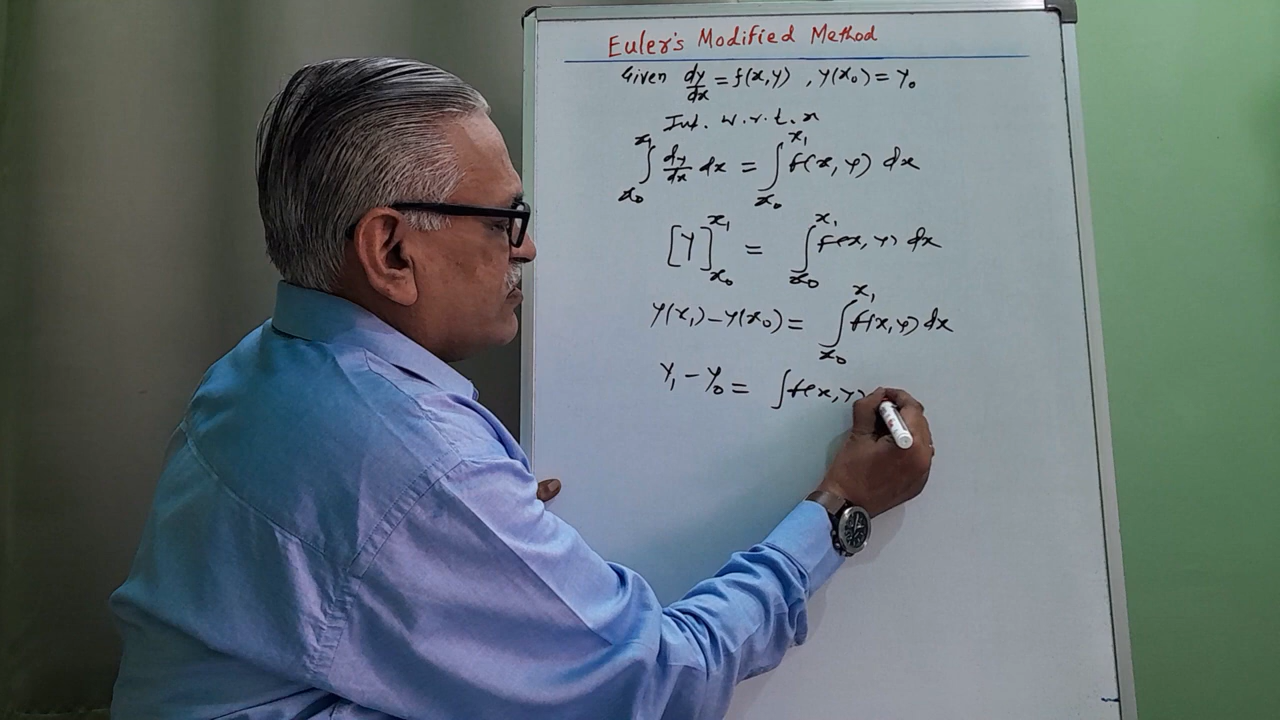 Euler's Modified Method
Given dy/dx = f(x,y) , y(x₀) = y₀
Int. w.r.t. x
∫_{x₀}^{x₁} dy/dx dx = ∫_{x₀}^{x₁} f(x,y) dx
[y]_{x₀}^{x₁} = ∫_{x₀}^{x₁} f(x,y) dx
y(x₁) – y(x₀) = ∫_{x₀}^{x₁} f(x,y) dx
y₁ – y₀ = ∫ f(x,y)